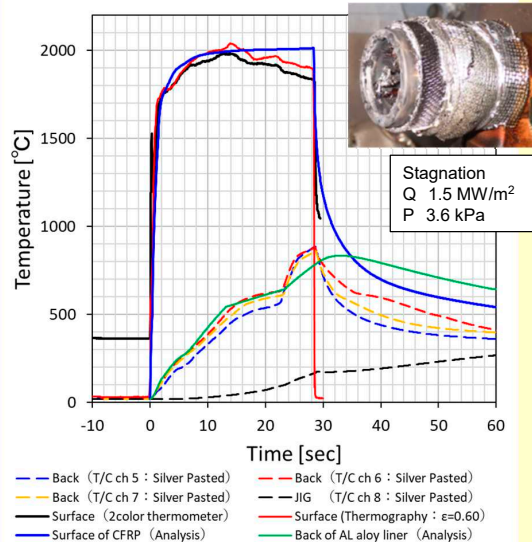 2000
1500
1000
500
0
Temperature [℃]
-10 0 10 20 30 40 50 60
Time [sec]
Stagnation
Q 1.5 MW/m²
P 3.6 kPa
Back（T/C ch 5：Silver Pasted） Back（T/C ch 6：Silver Pasted）
Back（T/C ch 7：Silver Pasted） JIG （T/C ch 8：Silver Pasted）
Surface（2color thermometer） Surface (Thermography：ε=0.60)
Surface of CFRP（Analysis） Back of AL aloy liner（Analysis）